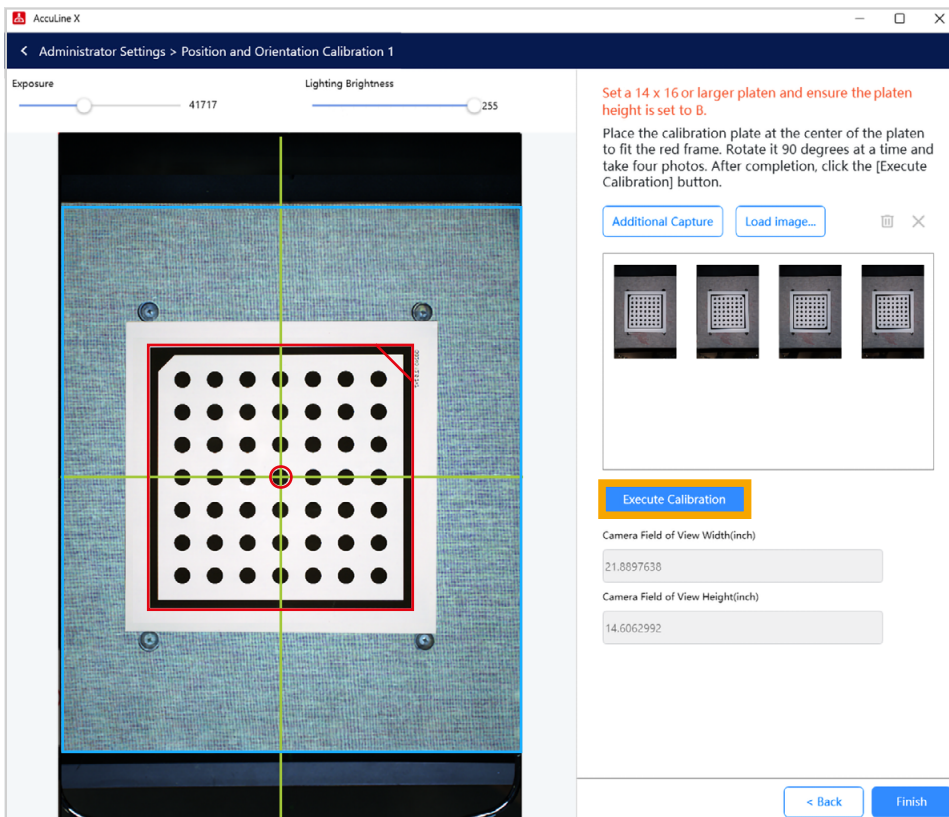 AccuLine X
< Administrator Settings > Position and Orientation Calibration 1
Exposure
41717
Lighting Brightness
255
Set a 14 x 16 or larger platen and ensure the platen
height is set to B.
Place the calibration plate at the center of the platen
to fit the red frame. Rotate it 90 degrees at a time and
take four photos. After completion, click the [Execute
Calibration] button.
Additional Capture
Load image...
Execute Calibration
Camera Field of View Width(inch)
21.8897638
Camera Field of View Height(inch)
14.6062992
< Back
Finish